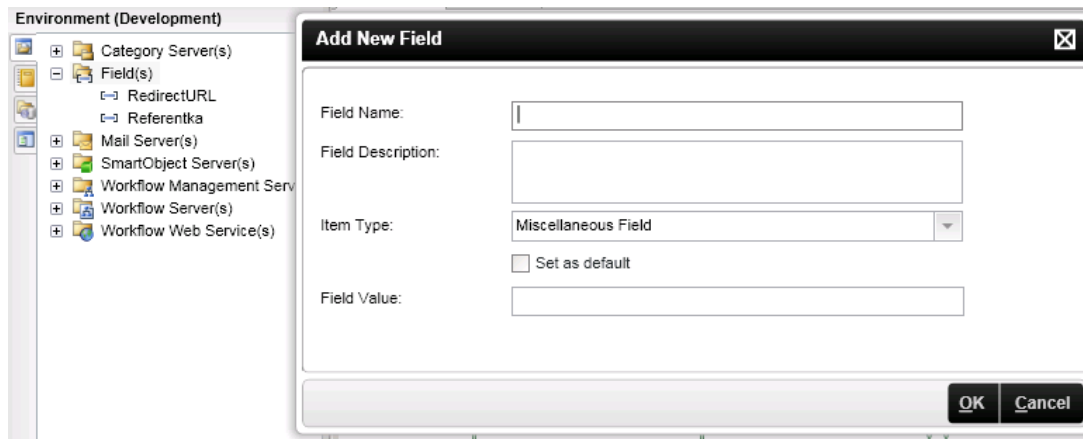 Environment (Development)
Category Server(s)
Field(s)
RedirectURL
Referentka
Mail Server(s)
SmartObject Server(s)
Workflow Management Serv
Workflow Server(s)
Workflow Web Service(s)
Add New Field
Field Name:
Field Description:
Item Type:
Miscellaneous Field
Set as default
Field Value:
OK
Cancel